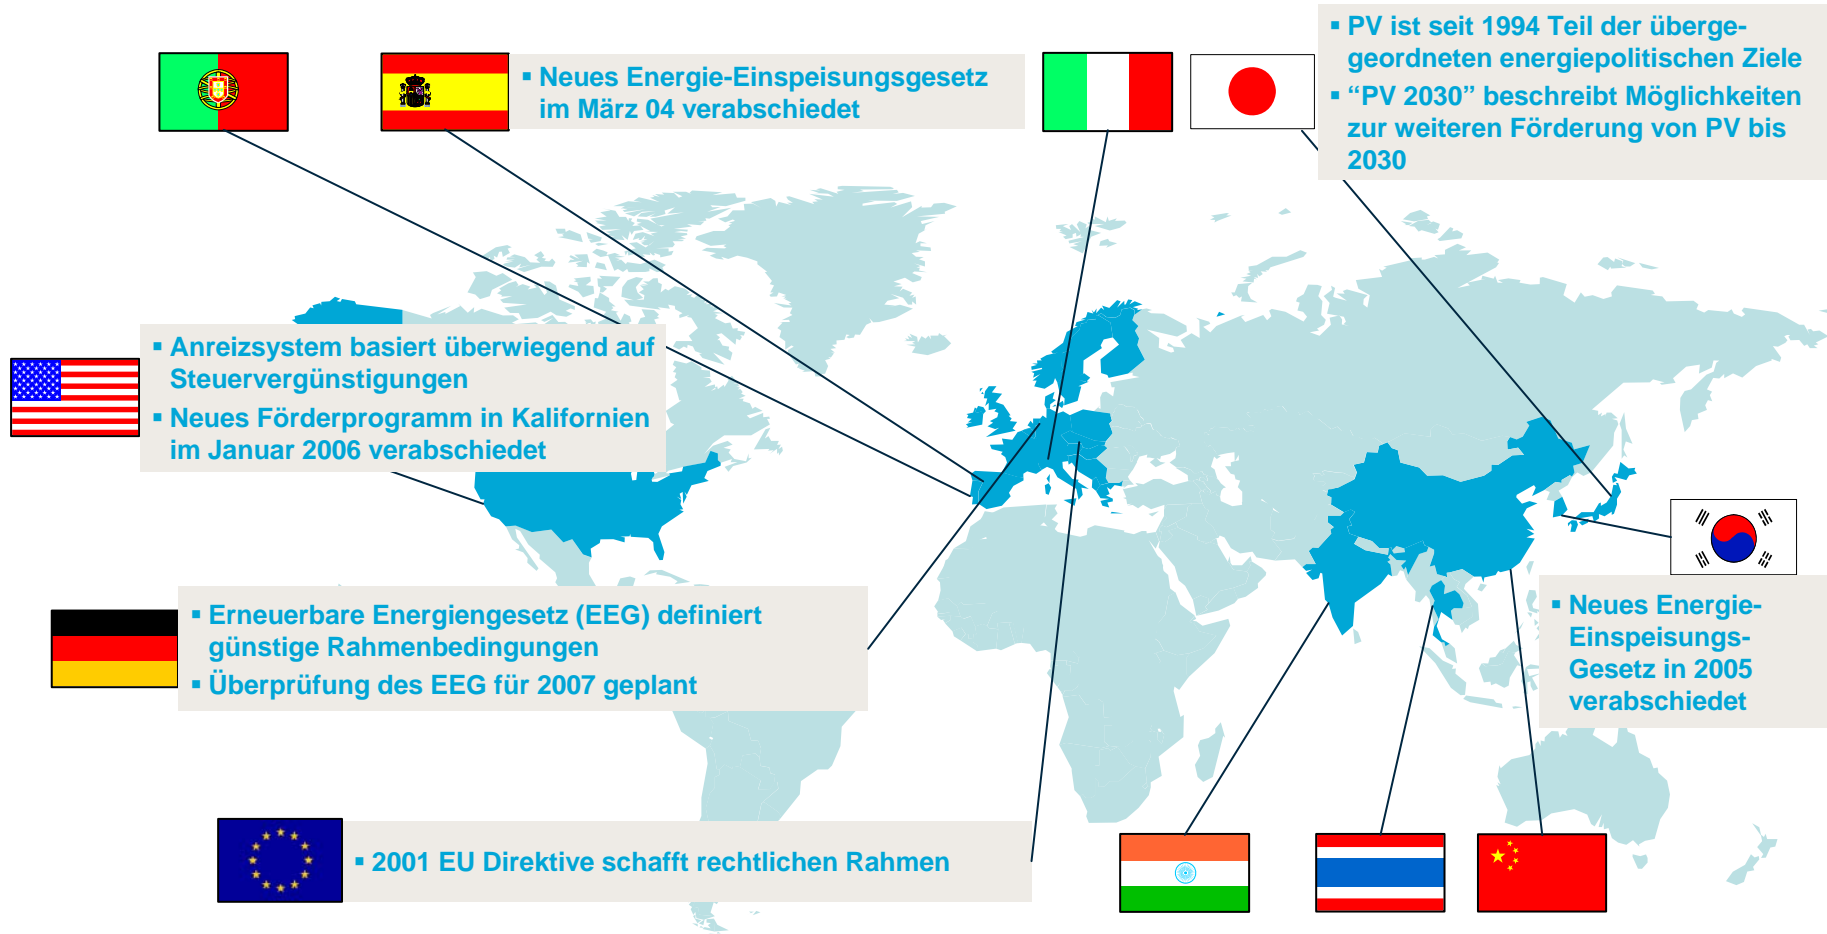 ▪ Neues Energie-Einspeisungsgesetz
im März 04 verabschiedet
▪ PV ist seit 1994 Teil der überge-
geordneten energiepolitischen Ziele
▪ “PV 2030” beschreibt Möglichkeiten
zur weiteren Förderung von PV bis
2030
▪ Anreizsystem basiert überwiegend auf
Steuervergünstigungen
▪ Neues Förderprogramm in Kalifornien
im Januar 2006 verabschiedet
▪ Erneuerbare Energiengesetz (EEG) definiert
günstige Rahmenbedingungen
▪ Überprüfung des EEG für 2007 geplant
▪ Neues Energie-
Einspeisungs-
Gesetz in 2005
verabschiedet
▪ 2001 EU Direktive schafft rechtlichen Rahmen